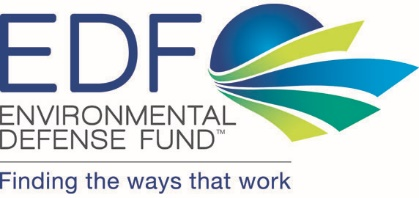 EDF
ENVIRONMENTAL
DEFENSE FUND™
Finding the ways that work